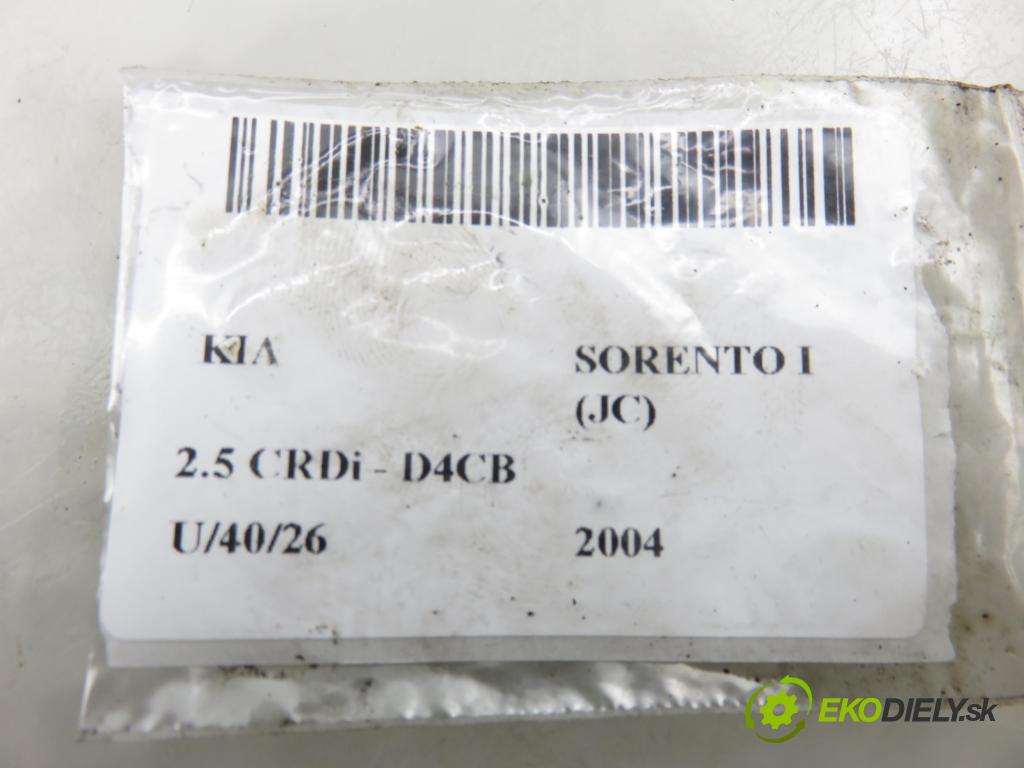 KIA SORENTO I
(JC)
2.5 CRDi - D4CB
U/40/26 2004
EKODIELY.sk